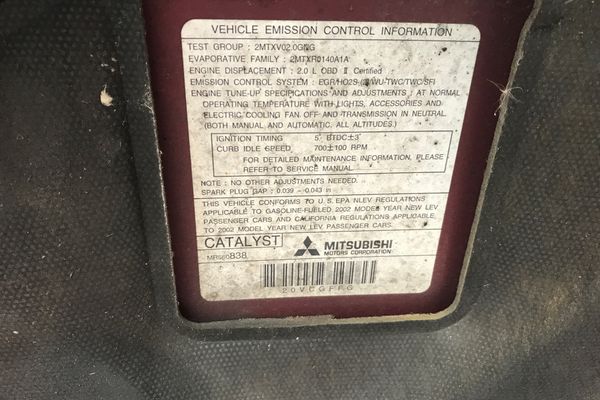 VEHICLE EMISSION CONTROL INFORMATION
TEST GROUP : 2MTXV02.0GNG
EVAPORATIVE FAMILY : 2MTXR0140A1A
ENGINE DISPLACEMENT : 2.0 L OBD II Certified
EMISSION CONTROL SYSTEM : EGR/HO2S (2)/WU-TWC/TWC/SFI
ENGINE TUNE-UP SPECIFICATIONS AND ADJUSTMENTS : AT NORMAL
OPERATING TEMPERATURE WITH LIGHTS, ACCESSORIES AND
ELECTRIC COOLING FAN OFF AND TRANSMISSION IN NEUTRAL.
(BOTH MANUAL AND AUTOMATIC, ALL ALTITUDES.)
IGNITION TIMING 5° BTDC±3°
CURB IDLE SPEED 700±100 RPM
FOR DETAILED MAINTENANCE INFORMATION, PLEASE
REFER TO SERVICE MANUAL.
NOTE : NO OTHER ADJUSTMENTS NEEDED.
SPARK PLUG GAP : 0.039 - 0.043 in
THIS VEHICLE CONFORMS TO U.S. EPA NLEV REGULATIONS
APPLICABLE TO GASOLINE-FUELED 2002 MODEL YEAR NEW LEV
PASSENGER CARS AND CALIFORNIA REGULATIONS APPLICABLE
TO 2002 MODEL YEAR NEW LEV PASSENGER CARS.
CATALYST MITSUBISHI
MOTORS CORPORATION
838
20VCGFFG